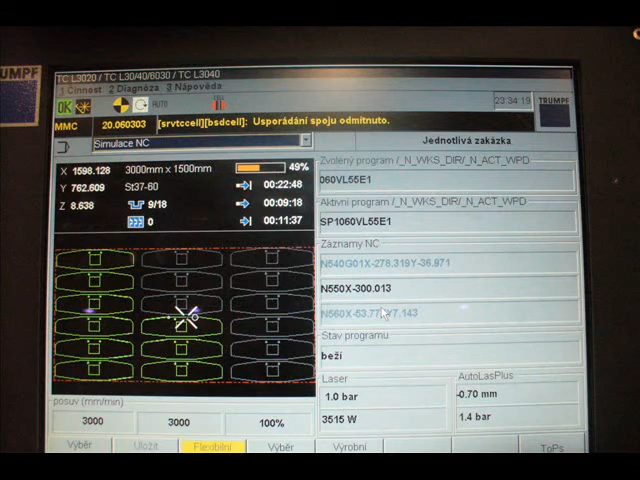 TRUMPF
TC L3020 / TC L30/40/6030 / TC L3040
1 Činnost 2 Diagnóza 3 Nápověda
OK AUTO CELL 23:34:19 TRUMPF
MMC 20.060303 [srvtccell][bsdcell]: Uspořádání spoju odmítnuto.
Simulace NC Jednotlivá zakázka
X 1598.128 3000mm x 1500mm 49%
Y 762.609 St37-60 00:22:48
Z 8.638 9/18 00:09:18
0 00:11:37
Zvolený program /_N_WKS_DIR/_N_ACT_WPD
060VL55E1
Aktivní program /_N_WKS_DIR/_N_ACT_WPD
SP1060VL55E1
Záznamy NC
N540G01X-278.319Y-36.971
N550X-300.013
Stav programu
beží
Laser AutoLasPlus
1.0 bar -0.70 mm
3515 W 1.4 bar
posuv (mm/min)
3000 3000 100%
Výběr Uložit Flexibilní Výběr Výrobní ToPs